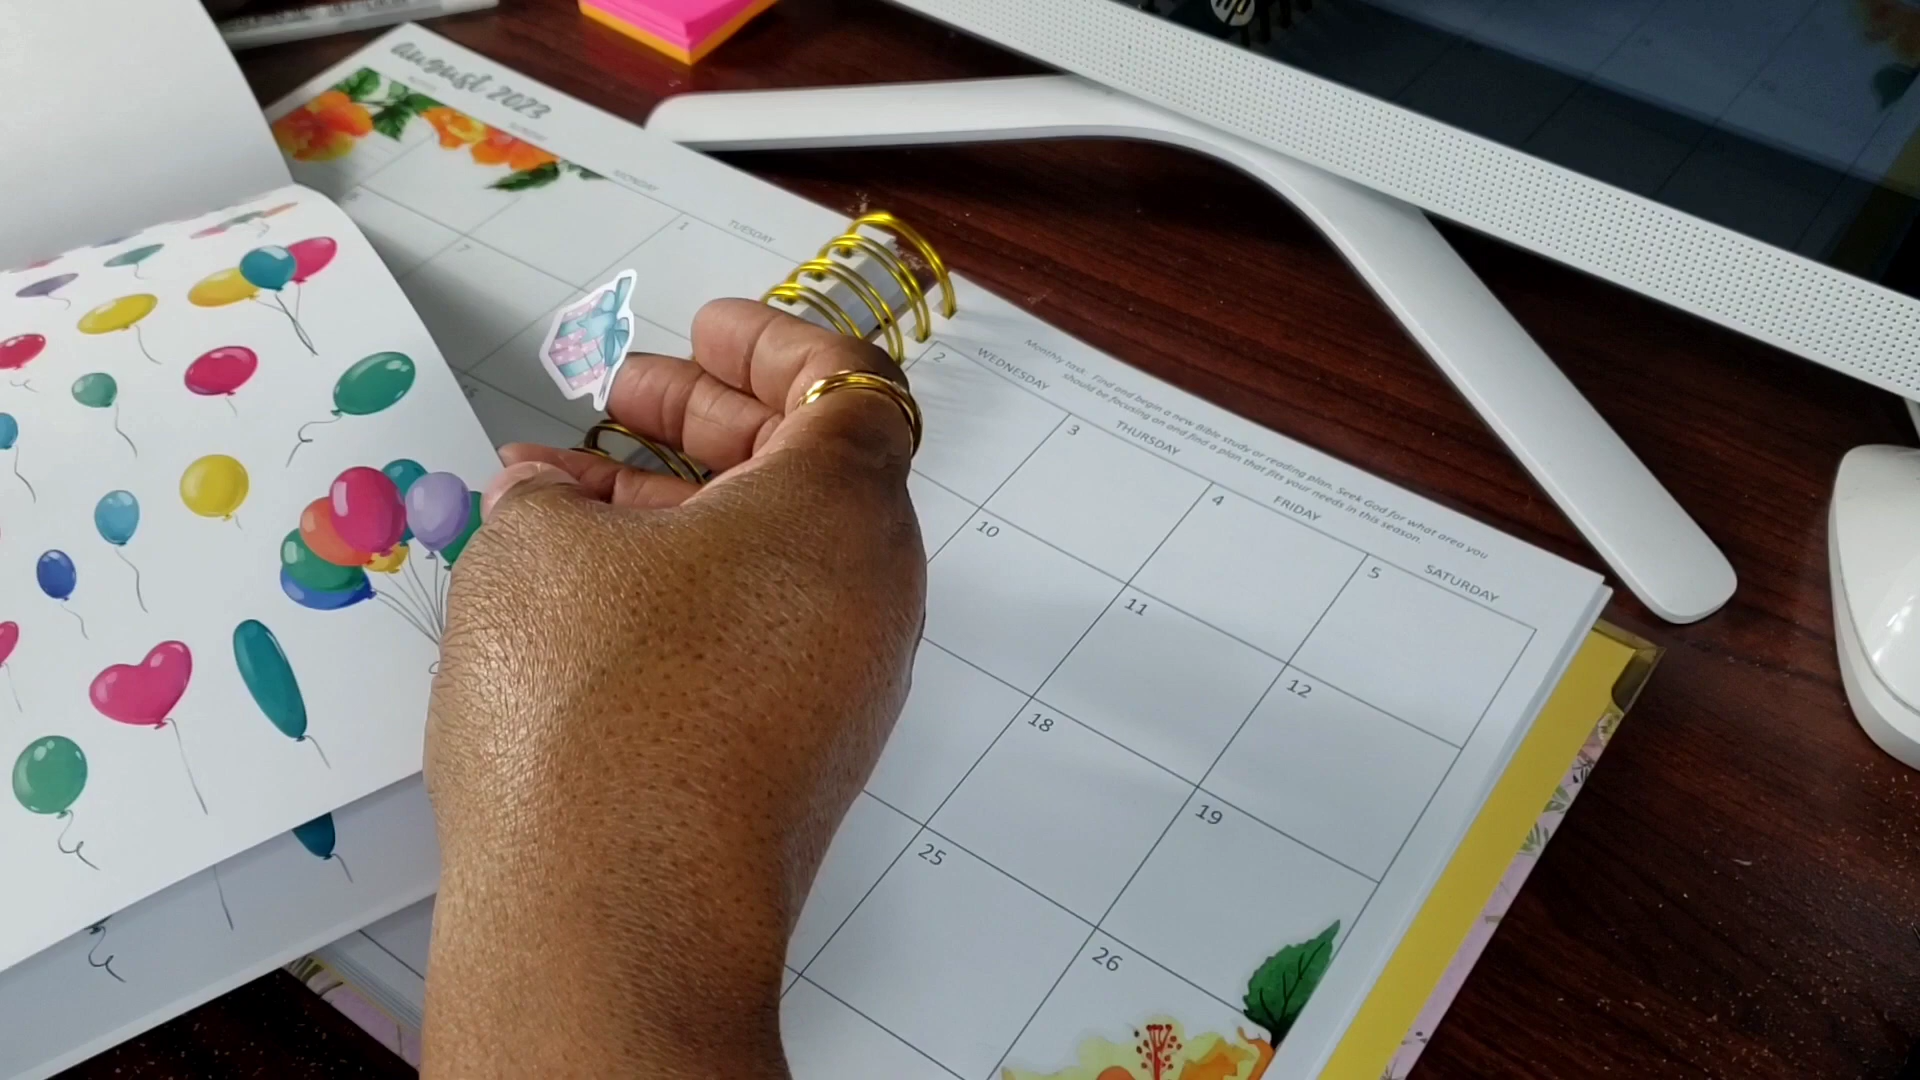 august 2023
MONDAY
TUESDAY
1
7
Monthly task: Find and begin a new Bible study or reading plan. Seek God for what area you
should be focusing on and find a plan that fits your needs in this season.
WEDNESDAY
THURSDAY
FRIDAY
SATURDAY
2
3
4
5
10
11
12
18
19
25
26
hp